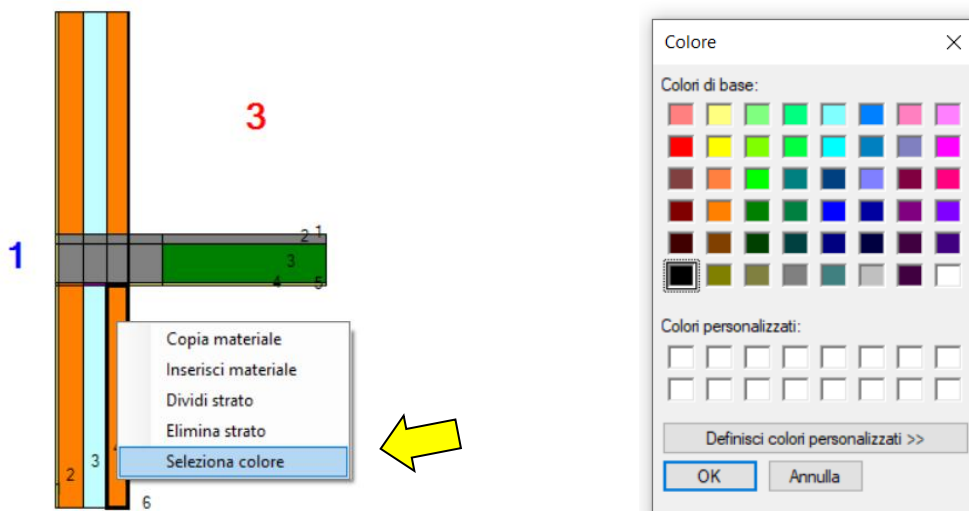 3
1
1
2
3
4
5
Copia materiale
Inserisci materiale
Dividi strato
Elimina strato
Seleziona colore
2
3
6
Colore
Colori di base:
Colori personalizzati:
Definisci colori personalizzati >>
OK
Annulla